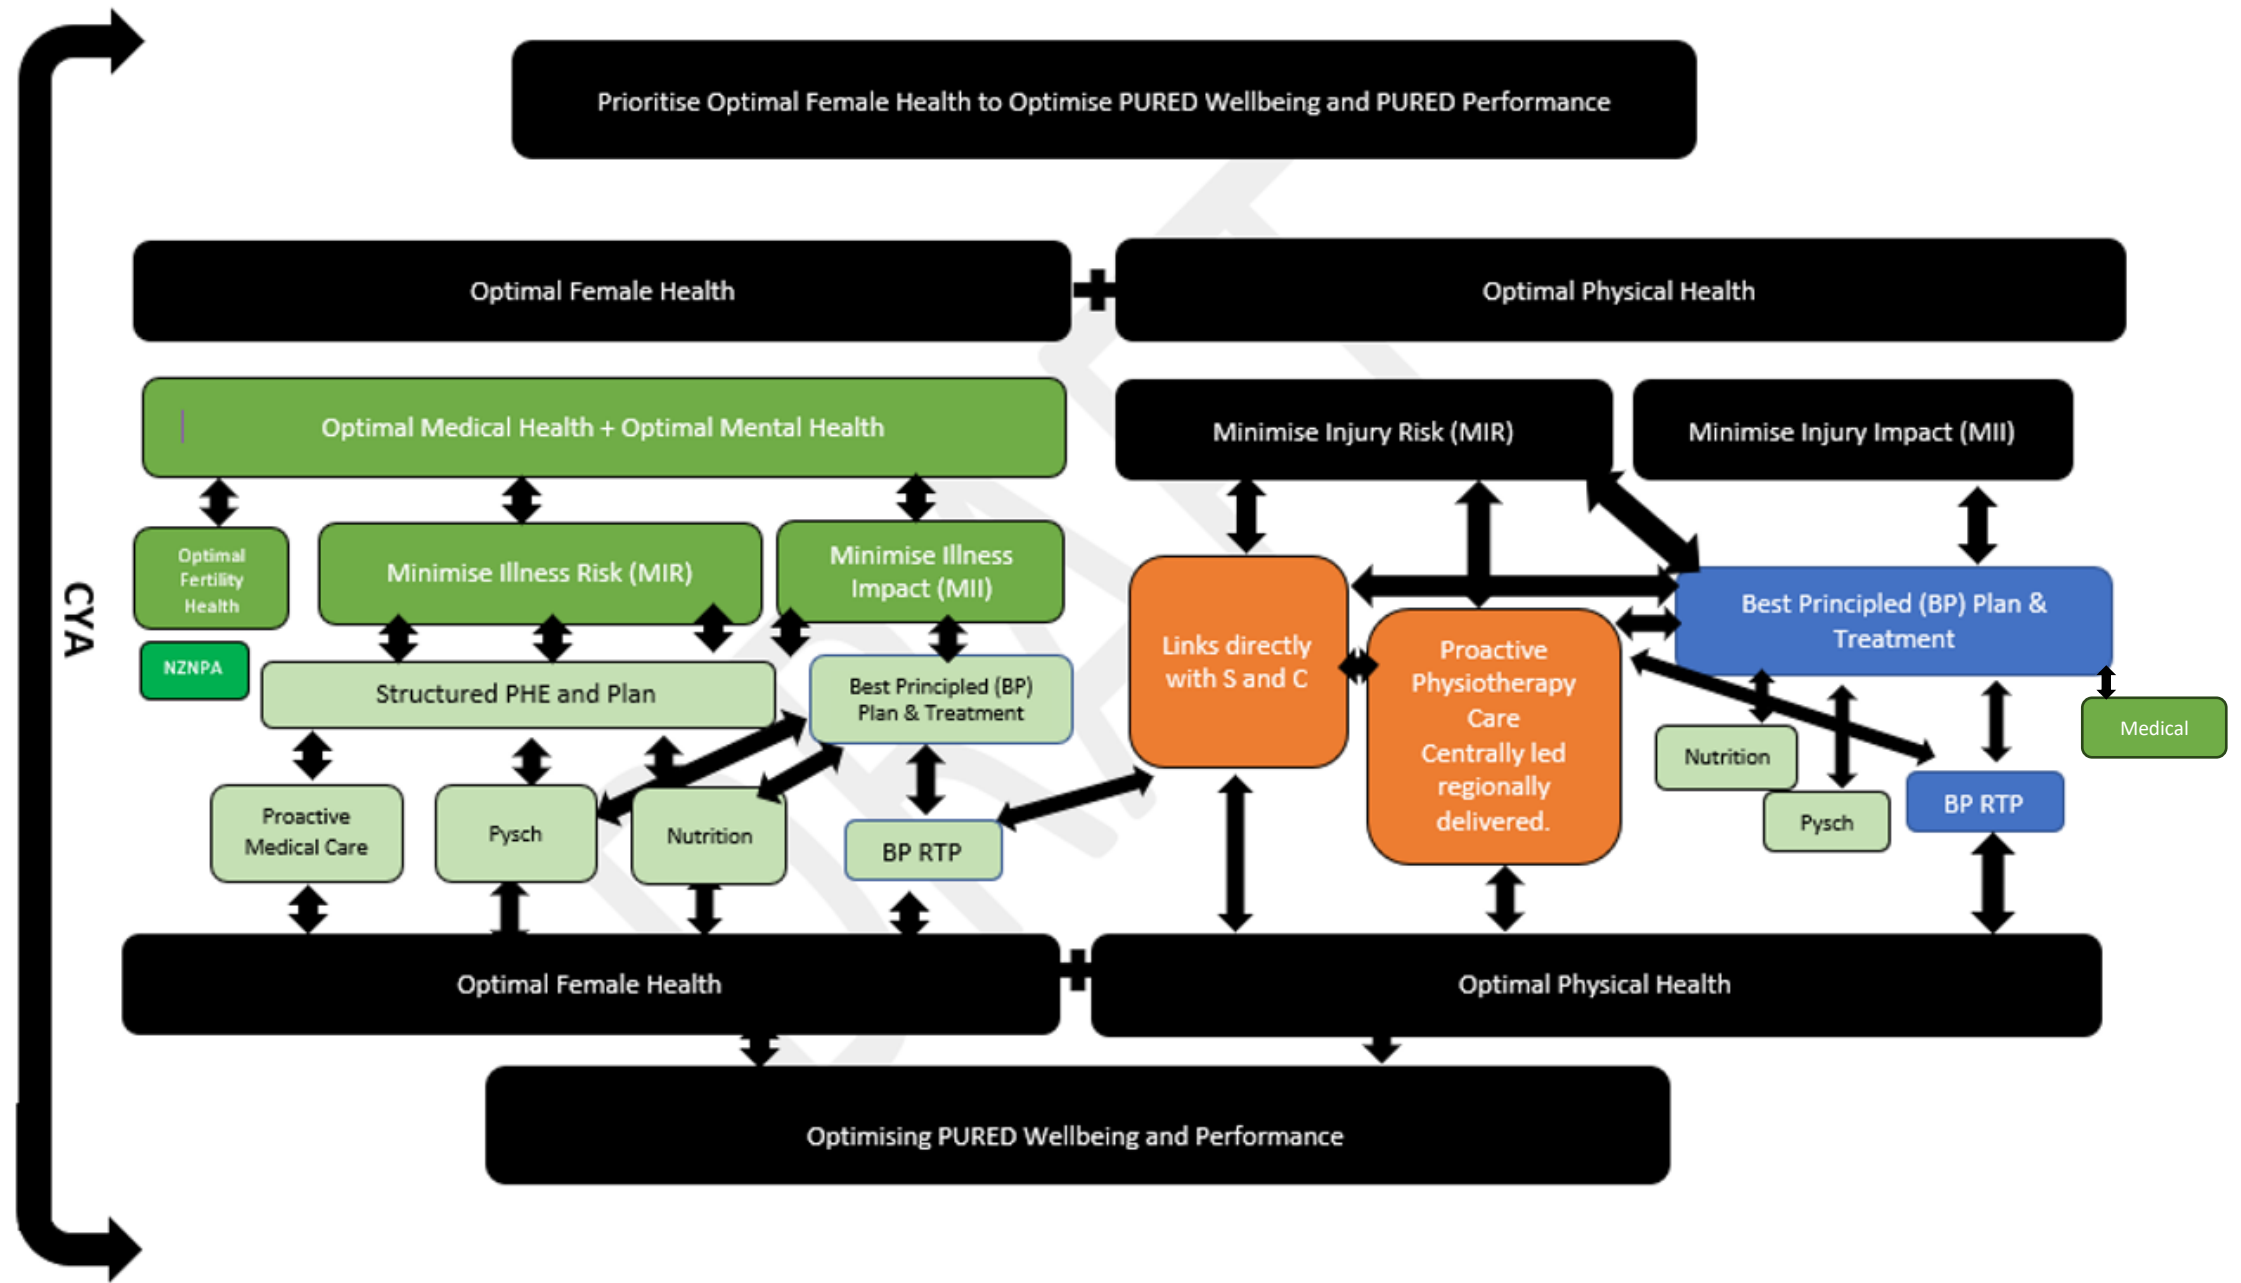 Prioritise Optimal Female Health to Optimise PURED Wellbeing and PURED Performance
Optimal Female Health
Optimal Physical Health
Optimal Medical Health + Optimal Mental Health
Minimise Injury Risk (MIR)
Minimise Injury Impact (MII)
Optimal
Fertility
Health
Minimise Illness Risk (MIR)
Minimise Illness
Impact (MII)
CYA
NZNPA
Structured PHE and Plan
Best Principled (BP)
Plan & Treatment
Links directly
with S and C
Proactive
Physiotherapy
Care
Centrally led
regionally
delivered.
Best Principled (BP) Plan &
Treatment
Medical
Nutrition
Pysch
BP RTP
Proactive
Medical Care
Pysch
Nutrition
BP RTP
Optimal Female Health
Optimal Physical Health
Optimising PURED Wellbeing and Performance
DRAFT